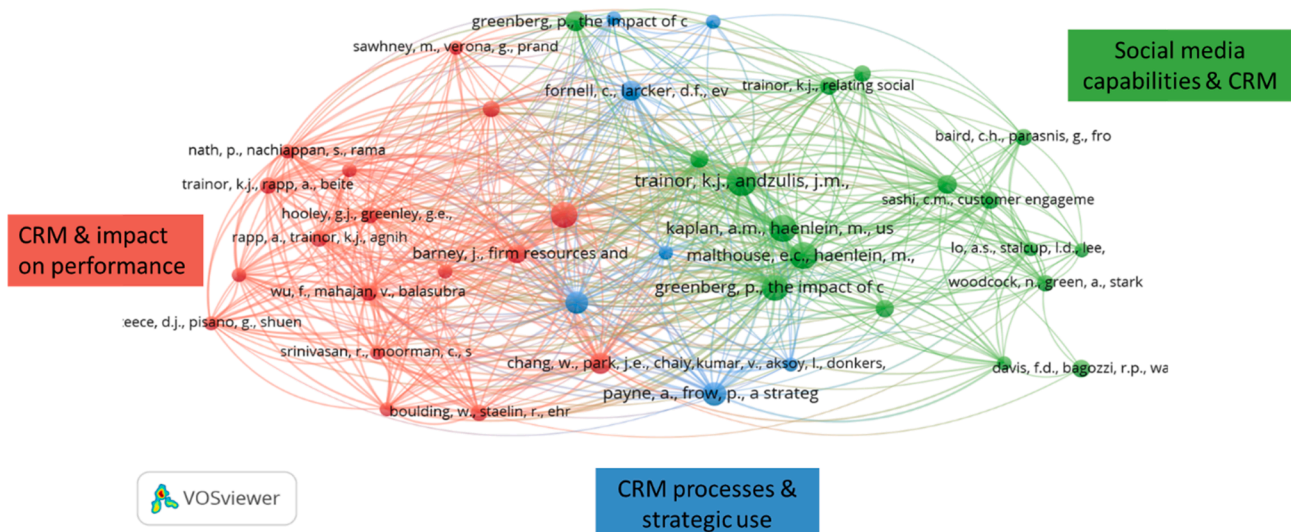 greenberg, p., the impact of c
sawhney, m., verona, g., prand
Social media
capabilities & CRM
trainor, k.j., relating social
fornell, c., larcker, d.f., ev
baird, c.h., parasnis, g., fro
nath, p., nachiappan, s., rama
trainor, k.j., rapp, a., beite
trainor, k.j., andzulis, j.m.,
sashi, c.m., customer engageme
hooley, g.j., greenley, g.e.,
kaplan, a.m., haenlein, m., us
CRM & impact
on performance
rapp, a., trainor, k.j., agnih
barney, j., firm resources and
malthouse, e.c., haenlein, m.,
lo, a.s., stalcup, l.d., lee,
woodcock, n., green, a., stark
wu, f., mahajan, v., balasubra
greenberg, p., the impact of c
eece, d.j., pisano, g., shuen
srinivasan, r., moorman, c., s
chang, w., park, j.e., chaiy,
kumar, v., aksoy, l., donkers,
davis, f.d., bagozzi, r.p., wa
payne, a., frow, p., a strateg
boulding, w., staelin, r., ehr
VOSviewer
CRM processes &
strategic use